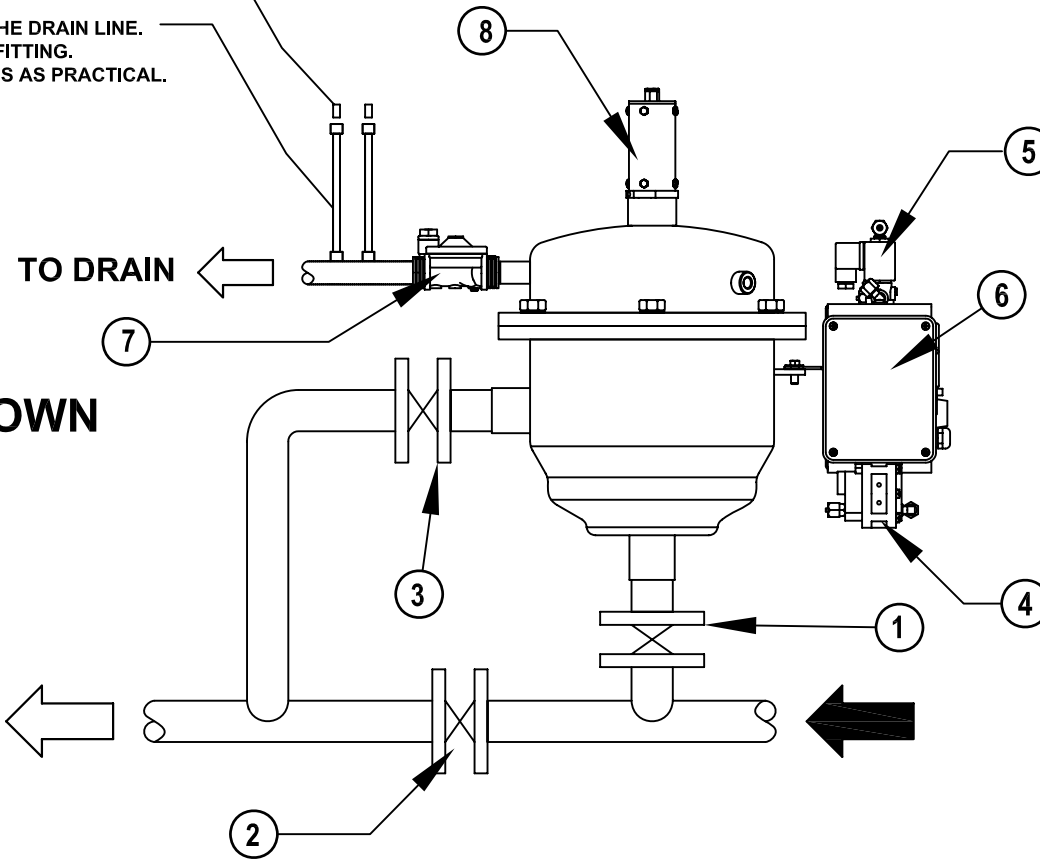 HE DRAIN LINE.
FITTING.
S AS PRACTICAL.
8
5
TO DRAIN
6
7
OWN
3
4
1
2